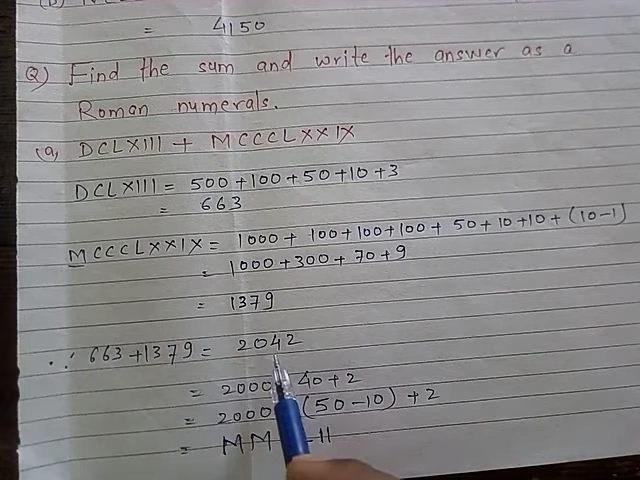 = 4150
Q) Find the sum and write the answer as a
Roman numerals.
(a) DCLXIII + MCCCLXXIX
DCLXIII = 500+100+50+10+3
= 663
MCCCLXXIX = 1000+ 100+100+100+ 50+10+10+(10-1)
= 1000+300+70+9
= 1379
∴ 663+1379 = 2042
= 2000 40+2
= 2000 (50-10)+2
= MM II